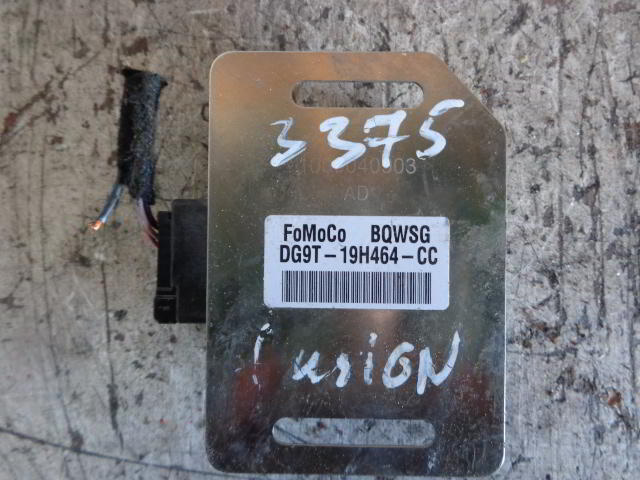 3375
AD
FoMoCo BQWSG
DG9T-19H464-CC
fusiON